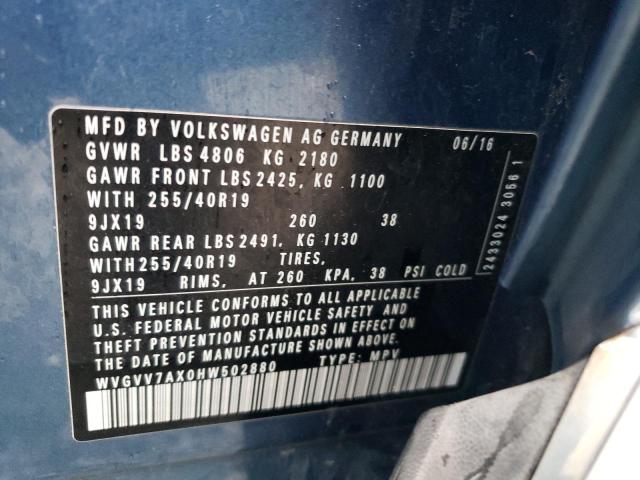 MFD BY VOLKSWAGEN AG GERMANY 06/16
GVWR LBS 4806 KG 2180
GAWR FRONT LBS 2425, KG 1100
WITH 255/40R19
9JX19 260 38
GAWR REAR LBS 2491, KG 1130
WITH 255/40R19 TIRES,
9JX19 RIMS, AT 260 KPA, 38 PSI COLD
THIS VEHICLE CONFORMS TO ALL APPLICABLE
U.S. FEDERAL MOTOR VEHICLE SAFETY AND
THEFT PREVENTION STANDARDS IN EFFECT ON
THE DATE OF MANUFACTURE SHOWN ABOVE.
WVGVV7AX0HW502880 TYPE: MPV
2433024 3056 1